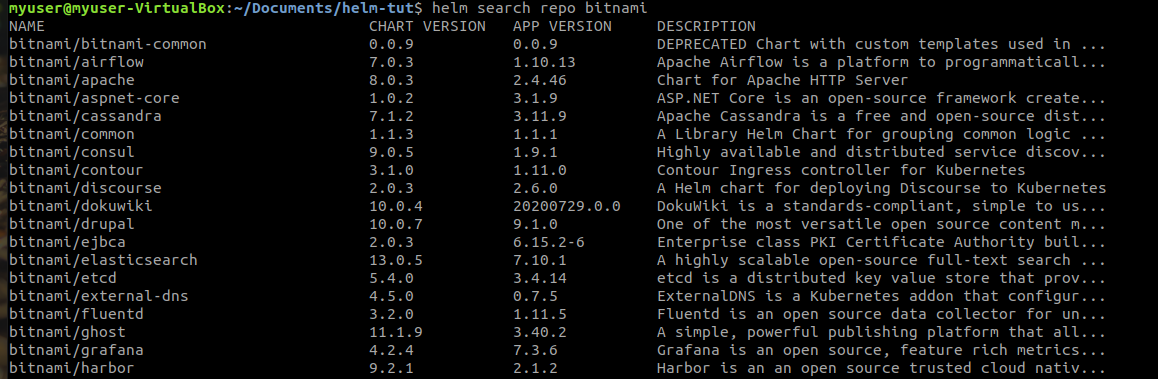 myuser@myuser-VirtualBox:~/Documents/helm-tut$ helm search repo bitnami
NAME CHART VERSION APP VERSION DESCRIPTION
bitnami/bitnami-common 0.0.9 0.0.9 DEPRECATED Chart with custom templates used in ...
bitnami/airflow 7.0.3 1.10.13 Apache Airflow is a platform to programmaticall...
bitnami/apache 8.0.3 2.4.46 Chart for Apache HTTP Server
bitnami/aspnet-core 1.0.2 3.1.9 ASP.NET Core is an open-source framework create...
bitnami/cassandra 7.1.2 3.11.9 Apache Cassandra is a free and open-source dist...
bitnami/common 1.1.3 1.1.1 A Library Helm Chart for grouping common logic ...
bitnami/consul 9.0.5 1.9.1 Highly available and distributed service discov...
bitnami/contour 3.1.0 1.11.0 Contour Ingress controller for Kubernetes
bitnami/discourse 2.0.3 2.6.0 A Helm chart for deploying Discourse to Kubernetes
bitnami/dokuwiki 10.0.4 20200729.0.0 DokuWiki is a standards-compliant, simple to us...
bitnami/drupal 10.0.7 9.1.0 One of the most versatile open source content m...
bitnami/ejbca 2.0.3 6.15.2-6 Enterprise class PKI Certificate Authority buil...
bitnami/elasticsearch 13.0.5 7.10.1 A highly scalable open-source full-text search ...
bitnami/etcd 5.4.0 3.4.14 etcd is a distributed key value store that prov...
bitnami/external-dns 4.5.0 0.7.5 ExternalDNS is a Kubernetes addon that configur...
bitnami/fluentd 3.2.0 1.11.5 Fluentd is an open source data collector for un...
bitnami/ghost 11.1.9 3.40.2 A simple, powerful publishing platform that all...
bitnami/grafana 4.2.4 7.3.6 Grafana is an open source, feature rich metrics...
bitnami/harbor 9.2.1 2.1.2 Harbor is an an open source trusted cloud nativ...